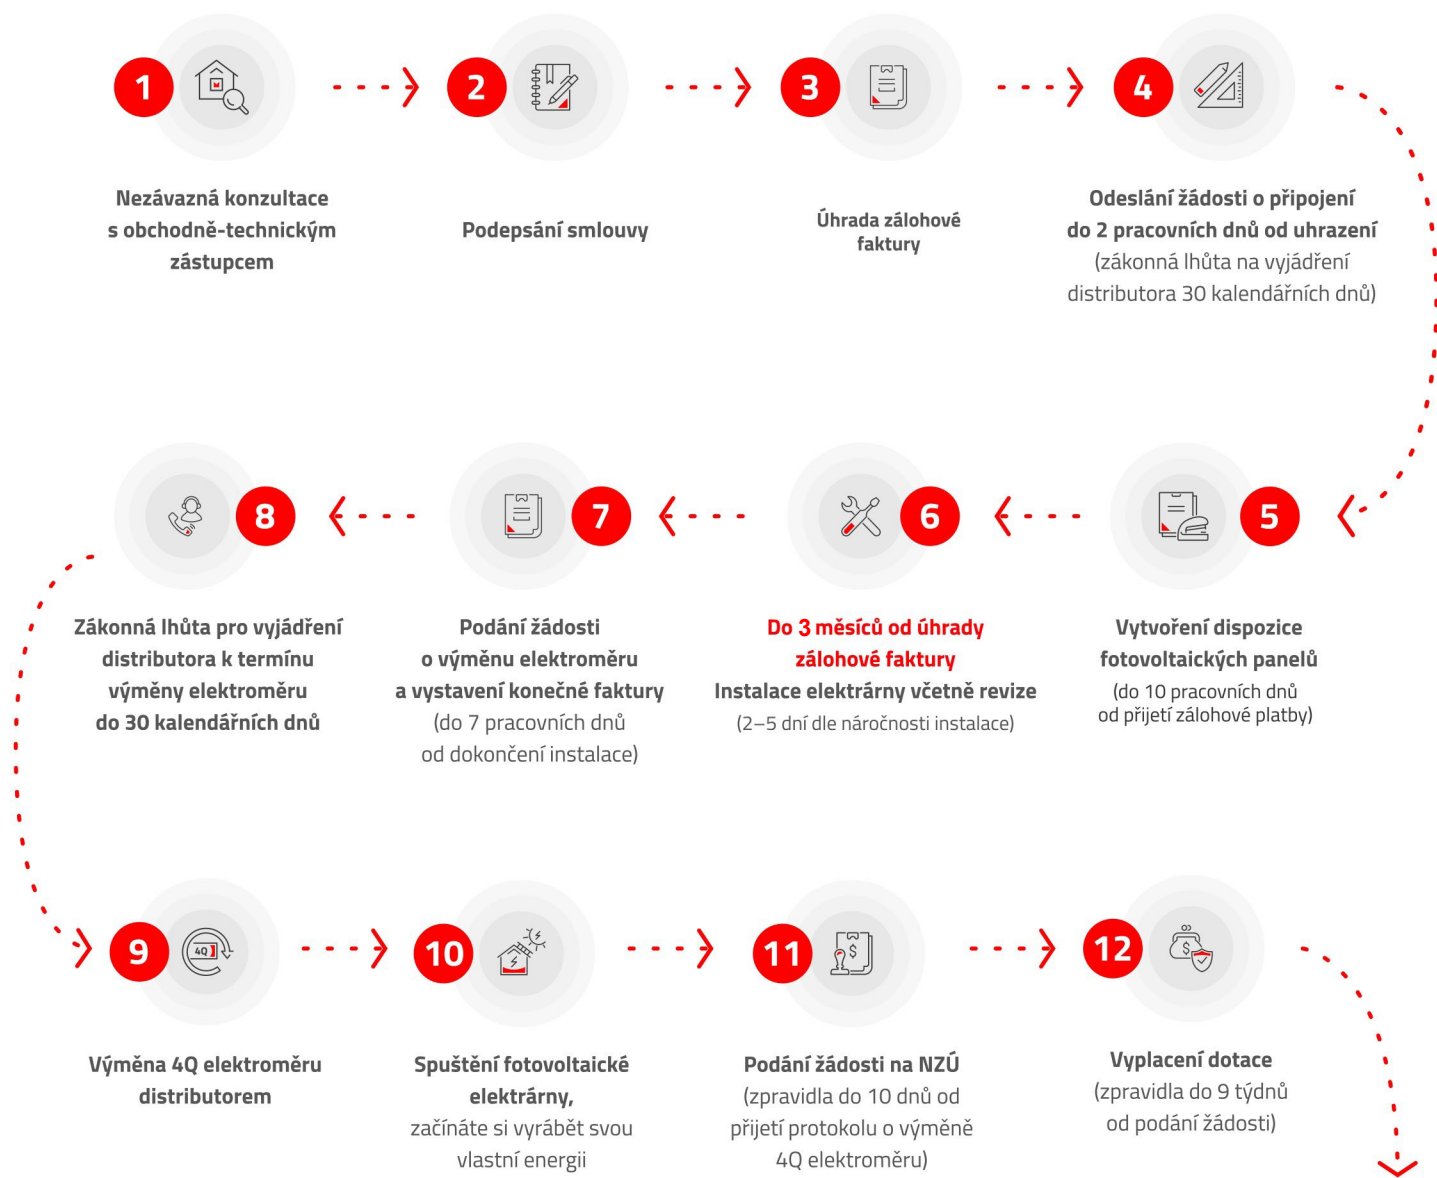 1
Nezávazná konzultace
s obchodně-technickým
zástupcem
2
Podepsání smlouvy
3
Úhrada zálohové
faktury
4
Odeslání žádosti o připojení
do 2 pracovních dnů od uhrazení
(zákonná lhůta na vyjádření
distributora 30 kalendářních dnů)
5
Vytvoření dispozice
fotovoltaických panelů
(do 10 pracovních dnů
od přijetí zálohové platby)
6
Do 3 měsíců od úhrady
zálohové faktury
Instalace elektrárny včetně revize
(2–5 dní dle náročnosti instalace)
7
Podání žádosti
o výměnu elektroměru
a vystavení konečné faktury
(do 7 pracovních dnů
od dokončení instalace)
8
Zákonná lhůta pro vyjádření
distributora k termínu
výměny elektroměru
do 30 kalendářních dnů
9
4Q
Výměna 4Q elektroměru
distributorem
10
Spuštění fotovoltaické
elektrárny,
začínáte si vyrábět svou
vlastní energii
11
$
Podání žádosti na NZÚ
(zpravidla do 10 dnů od
přijetí protokolu o výměně
4Q elektroměru)
12
$
Vyplacení dotace
(zpravidla do 9 týdnů
od podání žádosti)